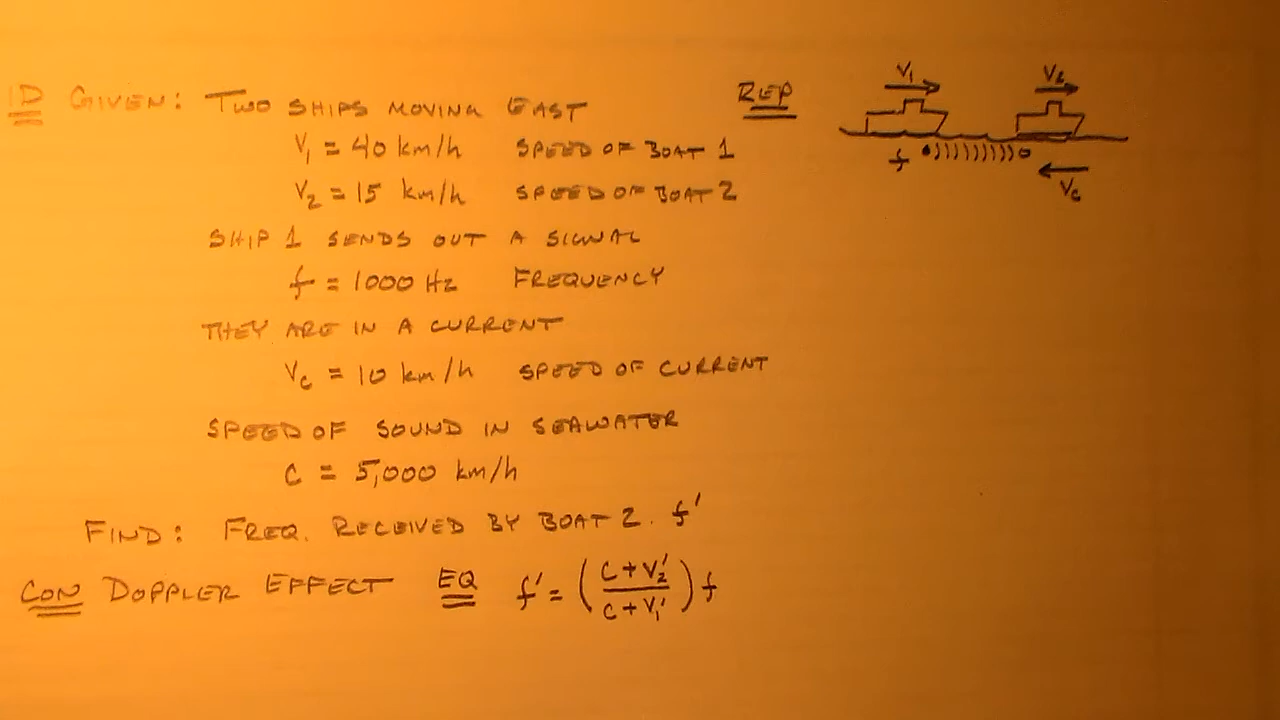 ID GIVEN: TWO SHIPS MOVING EAST
V₁ = 40 km/h SPEED OF BOAT 1
V₂ = 15 km/h SPEED OF BOAT 2
SHIP 1 SENDS OUT A SIGNAL
f = 1000 Hz FREQUENCY
THEY ARE IN A CURRENT
Vc = 10 km/h SPEED OF CURRENT
SPEED OF SOUND IN SEAWATER
C = 5,000 km/h
FIND: FREQ. RECEIVED BY BOAT 2. f'
CON DOPPLER EFFECT EQ f' = ((C + V₂')/(C + V₁')) f
REP
V₁ V₂
f
Vc